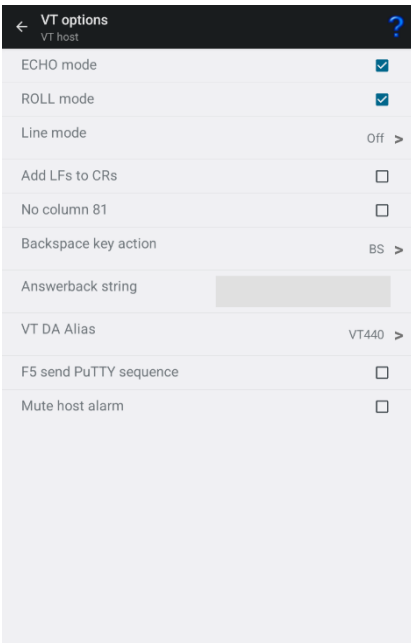 VT options
VT host
?
ECHO mode
ROLL mode
Line mode
Off >
Add LFs to CRs
No column 81
Backspace key action
BS >
Answerback string
VT DA Alias
VT440 >
F5 send PuTTY sequence
Mute host alarm